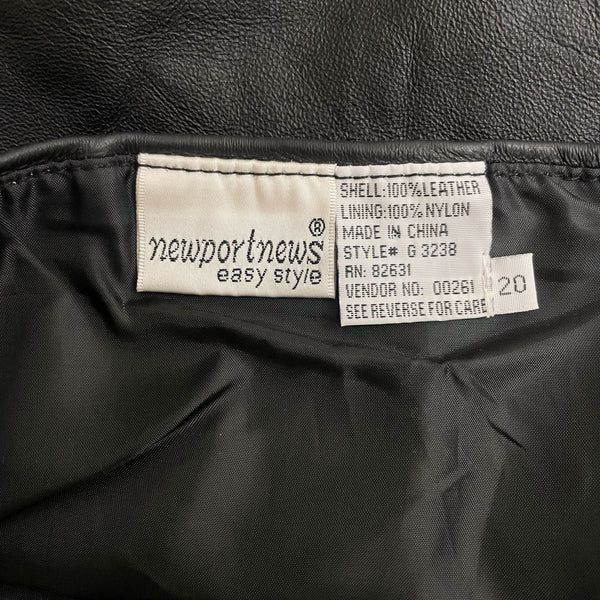 newportnews®
easy style
SHELL:100%LEATHER
LINING:100% NYLON
MADE IN CHINA
STYLE# G 3238
RN: 82631
VENDOR NO: 00261
SEE REVERSE FOR CARE
20